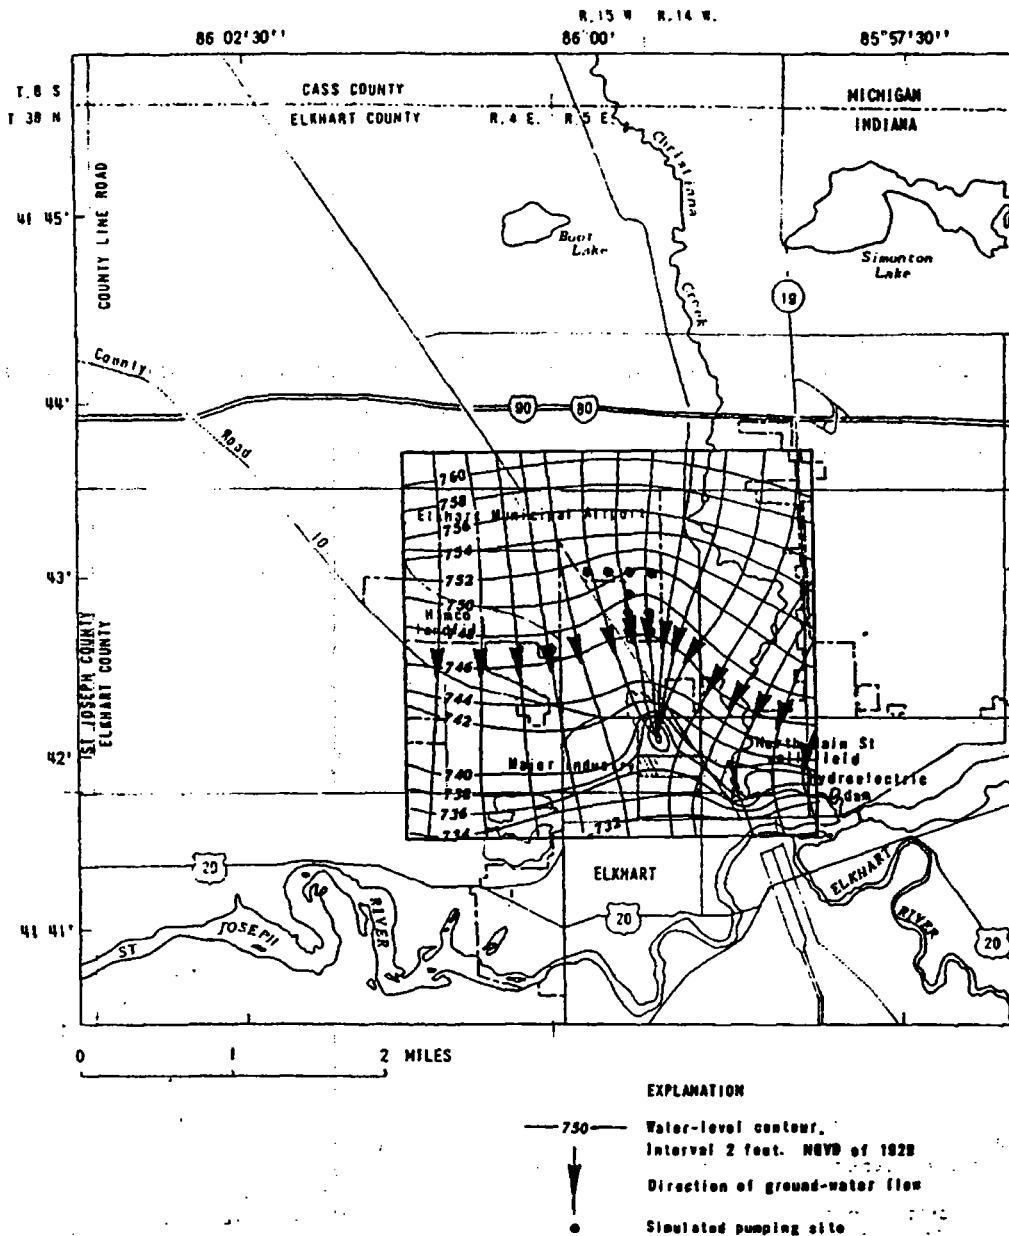 R.15 W R.14 W.
86 02'30'' 86 00' 85°57'30''
T.8 S
T 38 N
CASS COUNTY
ELKHART COUNTY
R.4 E. R.5 E.
MICHIGAN
INDIANA
COUNTY LINE ROAD
Christiana
Creek
41 45'
Boot
Lake
Simonton
Lake
19
County
Road
10
44'
90 80
760
758
Elkhart Municipal Airport
756
754
43'
752
750
Himco
Landfill
748
746
744
742
ST JOSEPH COUNTY
ELKHART COUNTY
42'
Major Industry
North Main St
Hydroelectric
dam
740
738
736
734
732
20
ELKHART
20
ELKHART
RIVER
20
41 41'
ST
JOSEPH
RIVER
0 1 2 MILES
EXPLANATION
750 Water-level contour.
Interval 2 feet. NGVD of 1929
Direction of ground-water flow
Simulated pumping site